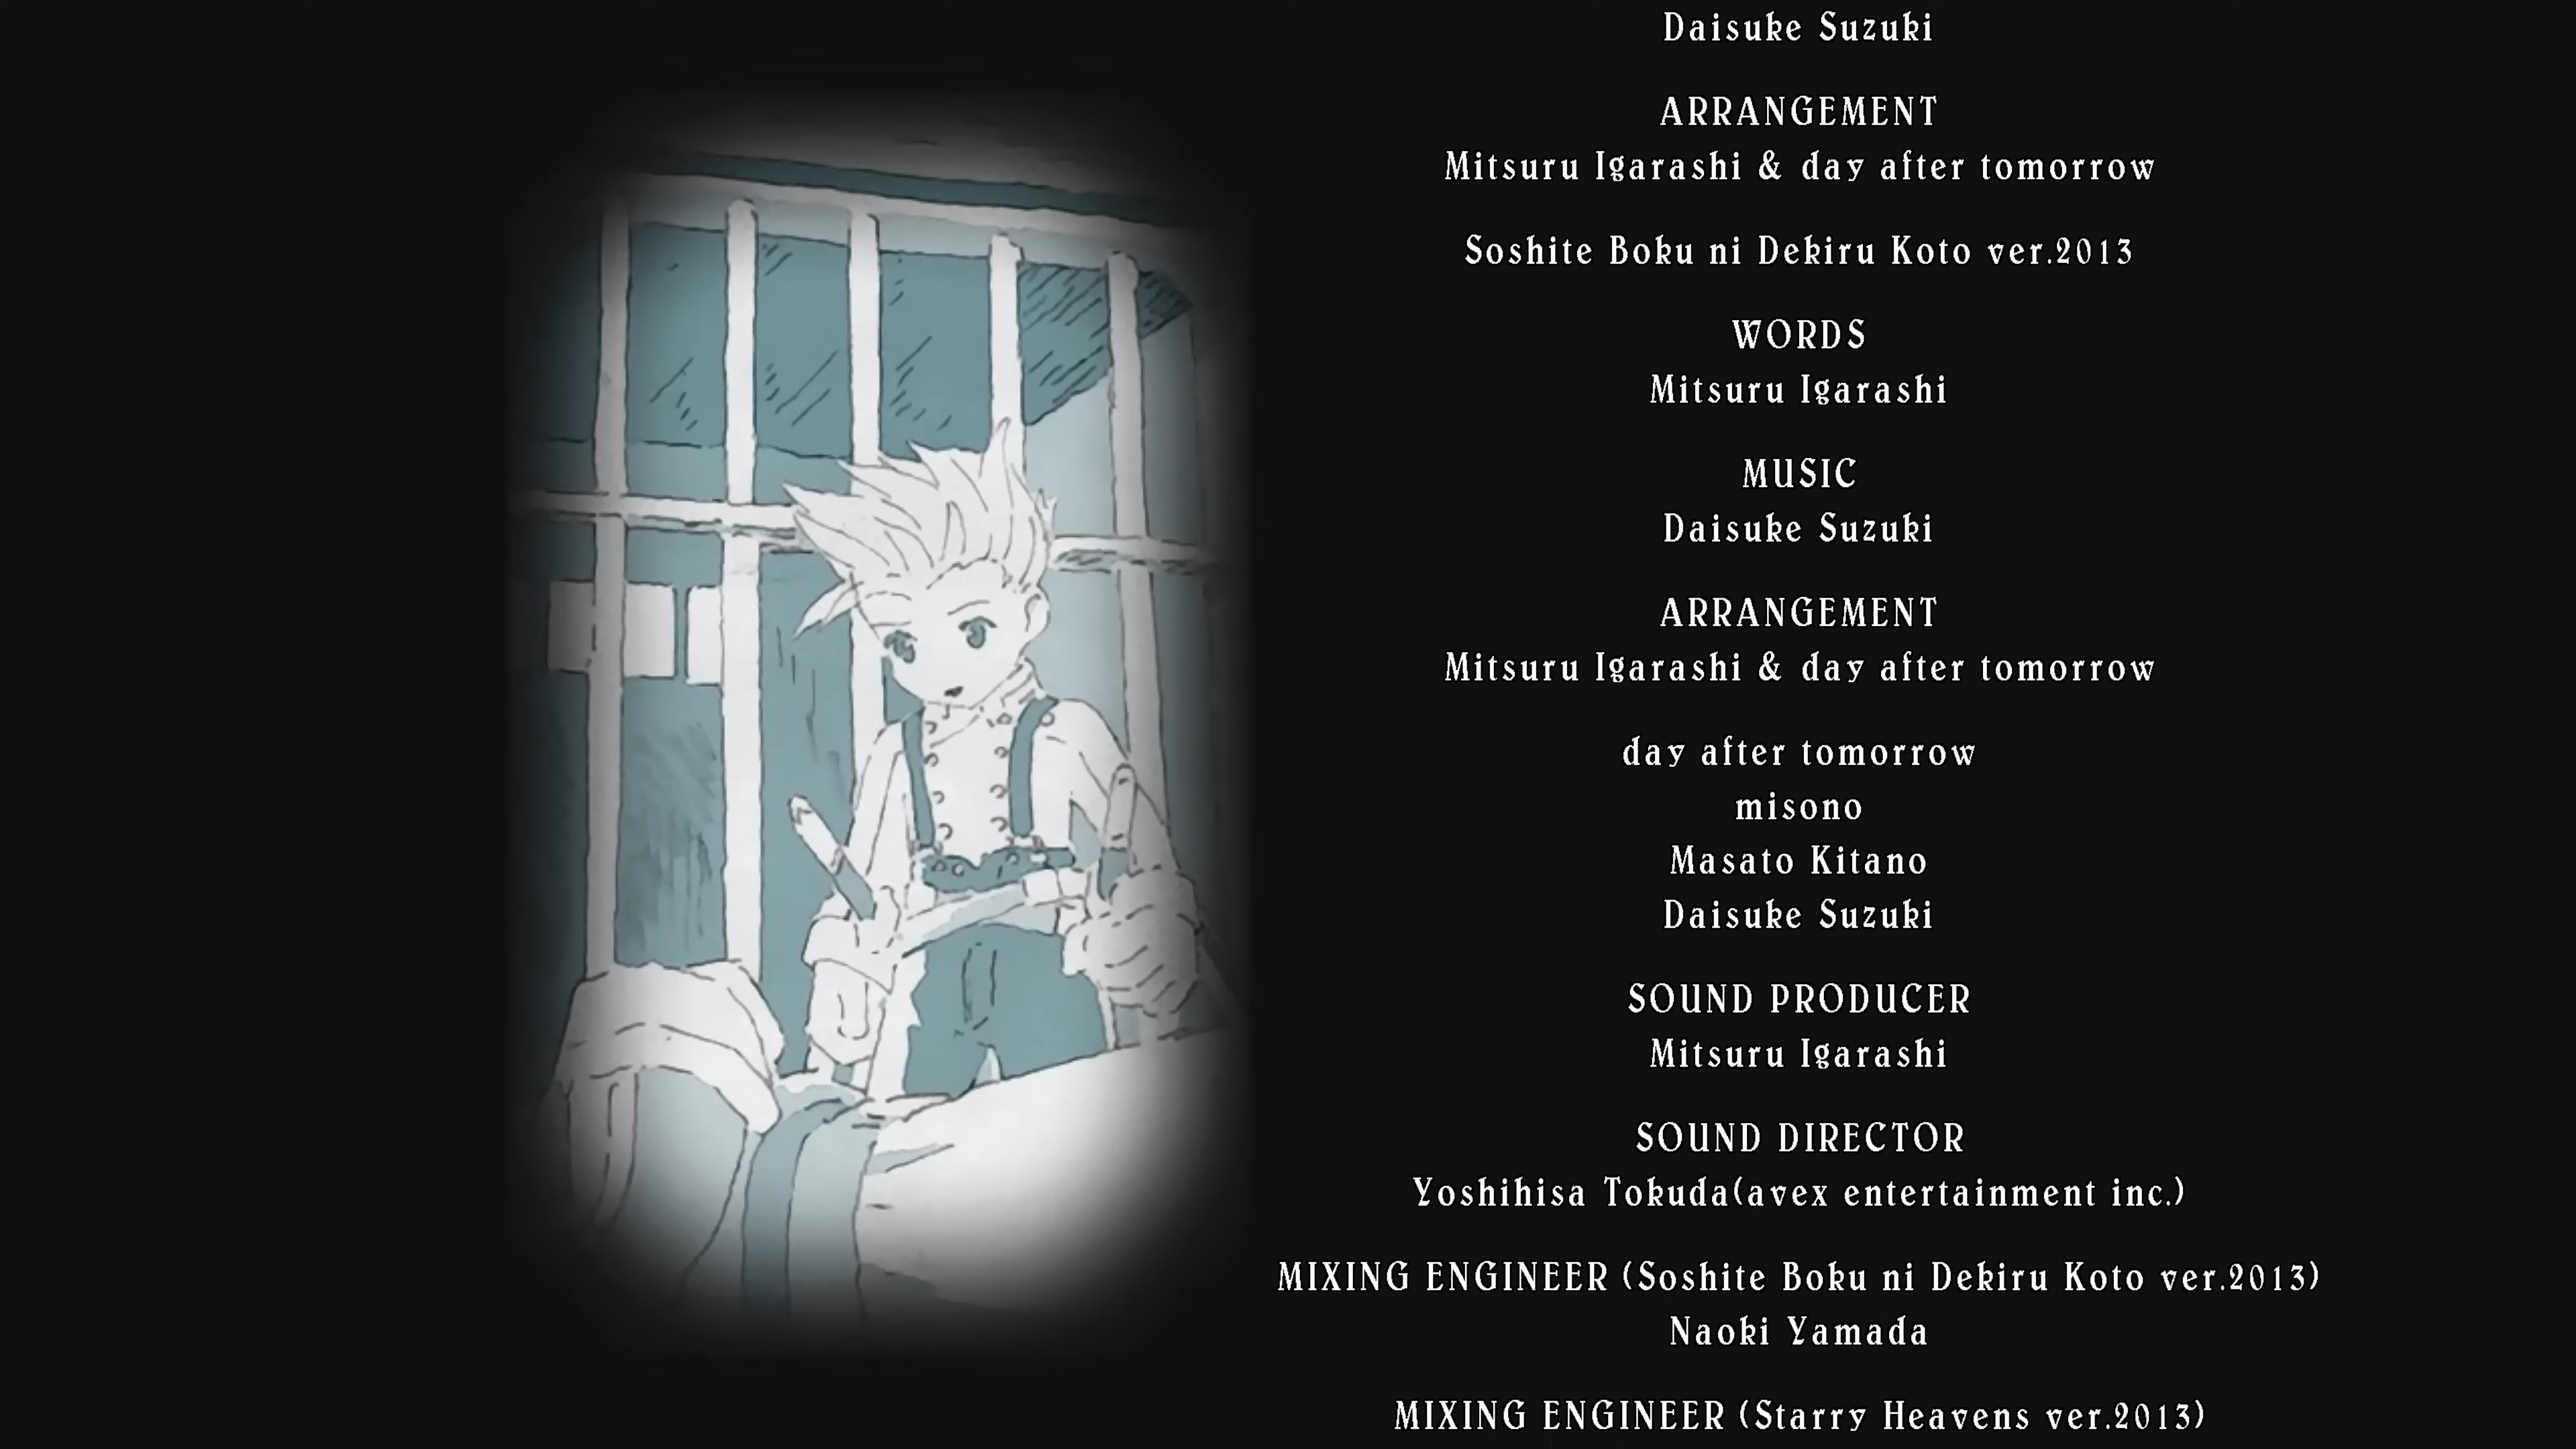 Daisuke Suzuki
ARRANGEMENT
Mitsuru Igarashi & day after tomorrow
Soshite Boku ni Dekiru Koto ver.2013
WORDS
Mitsuru Igarashi
MUSIC
Daisuke Suzuki
ARRANGEMENT
Mitsuru Igarashi & day after tomorrow
day after tomorrow
misono
Masato Kitano
Daisuke Suzuki
SOUND PRODUCER
Mitsuru Igarashi
SOUND DIRECTOR
Yoshihisa Tokuda(avex entertainment inc.)
MIXING ENGINEER (Soshite Boku ni Dekiru Koto ver.2013)
Naoki Yamada
MIXING ENGINEER (Starry Heavens ver.2013)